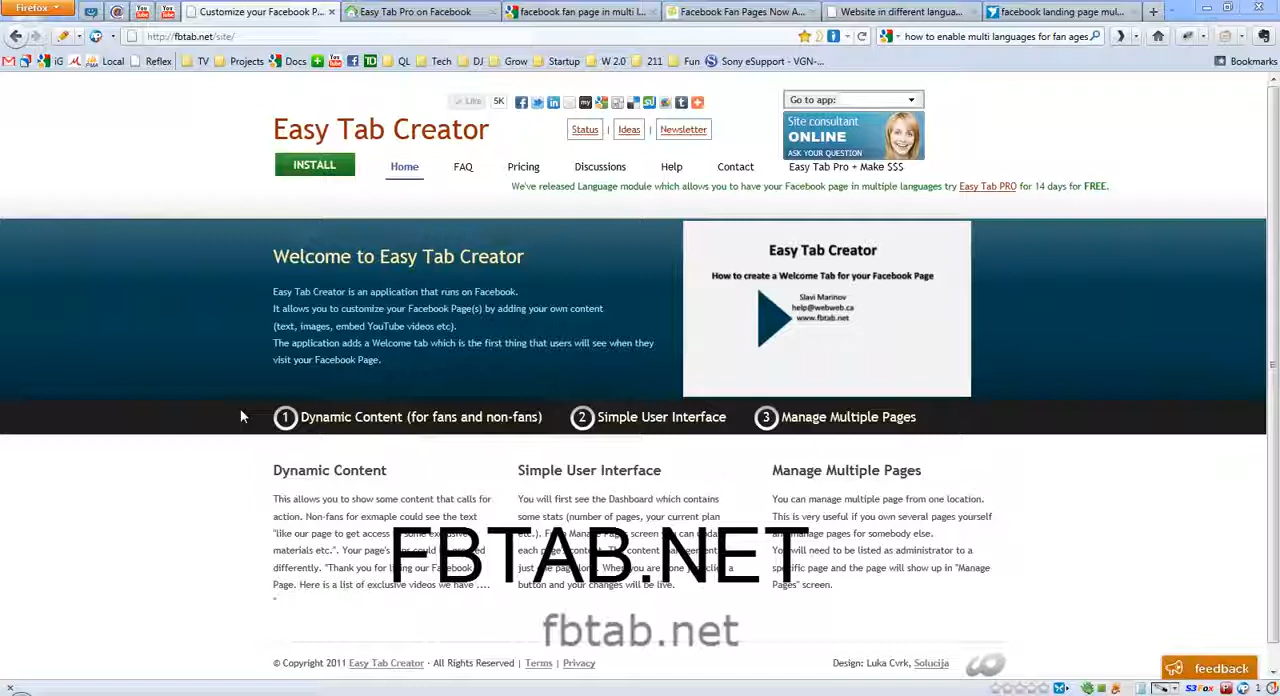 Firefox
Customize your Facebook P...
Easy Tab Pro on Facebook
facebook fan page in multi l...
Facebook Fan Pages Now A...
Website in different langua...
facebook landing page mul...
http://fbtab.net/site/
how to enable multi languages for fan ages
iG
Local
Reflex
TV
Projects
Docs
QL
Tech
DJ
Grow
Startup
W 2.0
211
Fun
Sony eSupport - VGN-...
Bookmarks
Like
5K
Go to app:
Easy Tab Creator
Status | Ideas | Newsletter
Site consultant
ONLINE
ASK YOUR QUESTION
INSTALL
Home
FAQ
Pricing
Discussions
Help
Contact
Easy Tab Pro + Make $$$
We've released Language module which allows you to have your Facebook page in multiple languages try Easy Tab PRO for 14 days for FREE.
Welcome to Easy Tab Creator
Easy Tab Creator is an application that runs on Facebook.
It allows you to customize your Facebook Page(s) by adding your own content
(text, images, embed YouTube videos etc).
The application adds a Welcome tab which is the first thing that users will see when they
visit your Facebook Page.
Easy Tab Creator
How to create a Welcome Tab for your Facebook Page
Slavi Marinov
help@webweb.ca
www.fbtab.net
1 Dynamic Content (for fans and non-fans)
2 Simple User Interface
3 Manage Multiple Pages
Dynamic Content
This allows you to show some content that calls for
action. Non-fans for exmaple could see the text
"like our page to get access to some exclusive
materials etc.". Your page's
differently. "Thank you for liking our Facebook
Page. Here is a list of exclusive videos we have ....
"
Simple User Interface
You will first see the Dashboard which contains
some stats (number of pages, your current plan
button and your changes will be live.
Manage Multiple Pages
You can manage multiple page from one location.
This is very useful if you own several pages yourself
and manage pages for somebody else.
You will need to be listed as administrator to a
specific page and the page will show up in "Manage
Pages" screen.
FBTAB.NET
fbtab.net
© Copyright 2011 Easy Tab Creator · All Rights Reserved | Terms | Privacy
Design: Luka Cvrk, Solucija
feedback
S3Fox
1